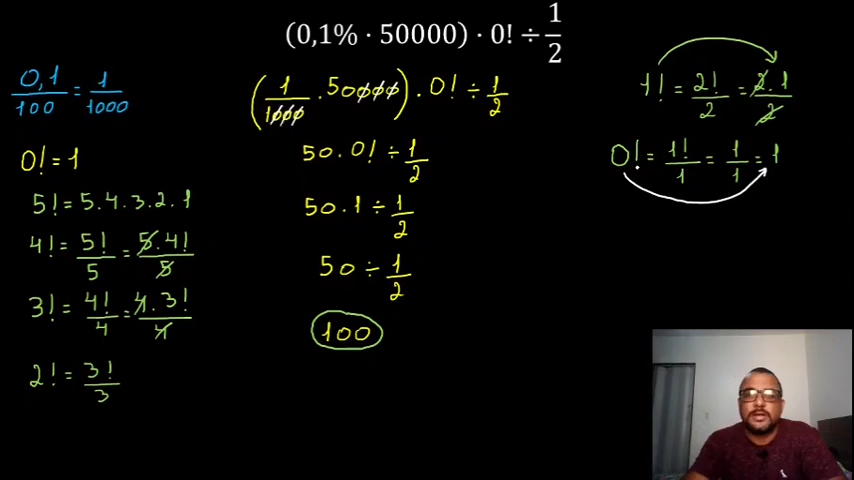 (0,1% · 50000) · 0! ÷ 1/2
0,1/100 = 1/1000
0! = 1
5! = 5.4.3.2.1
4! = 5!/5 = 5.4!/5
3! = 4!/4 = 4.3!/4
2! = 3!/3
(1/1000 . 50000) . 0! ÷ 1/2
50 . 0! ÷ 1/2
50 . 1 ÷ 1/2
50 ÷ 1/2
100
1! = 2!/2 = 2.1/2
0! = 1!/1 = 1/1 = 1